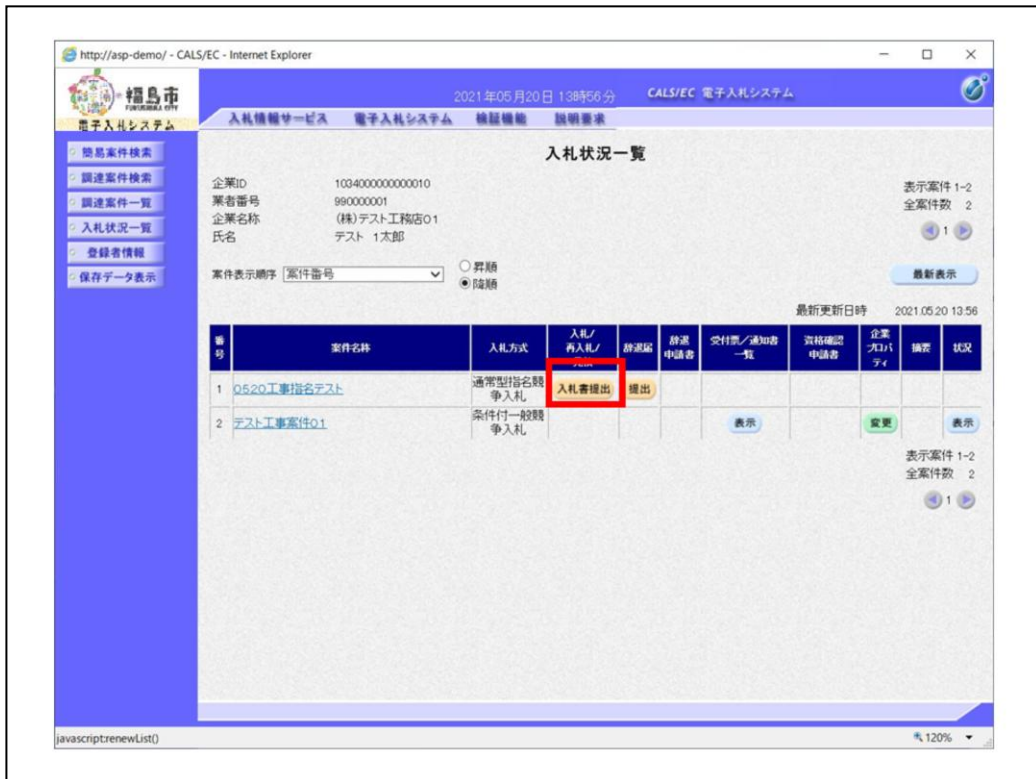 http://asp-demo/ - CALS/EC - Internet Explorer
福島市
FUKUSHIMA CITY
電子入札システム
2021年05月20日 13時56分
CALS/EC 電子入札システム
入札情報サービス 電子入札システム 検証機能 説明要求
簡易案件検索
調達案件検索
調達案件一覧
入札状況一覧
登録者情報
保存データ表示
入札状況一覧
企業ID 1034000000000010
業者番号 990000001
企業名称 (株)テスト工務店01
氏名 テスト 1太郎
表示案件 1-2
全案件数 2
1
案件表示順序 案件番号
昇順
降順
最新表示
最新更新日時 2021.05.20 13:56
番号 案件名称 入札方式 入札/再入札/ 辞退届 辞退申請書 受付票/通知書一覧 資格確認申請書 企業プロパティ 摘要 状況
1 0520工事指名テスト 通常型指名競争入札 入札書提出 提出
2 テスト工事案件01 条件付一般競争入札 表示 変更 表示
表示案件 1-2
全案件数 2
1
javascript:renewList()
120%